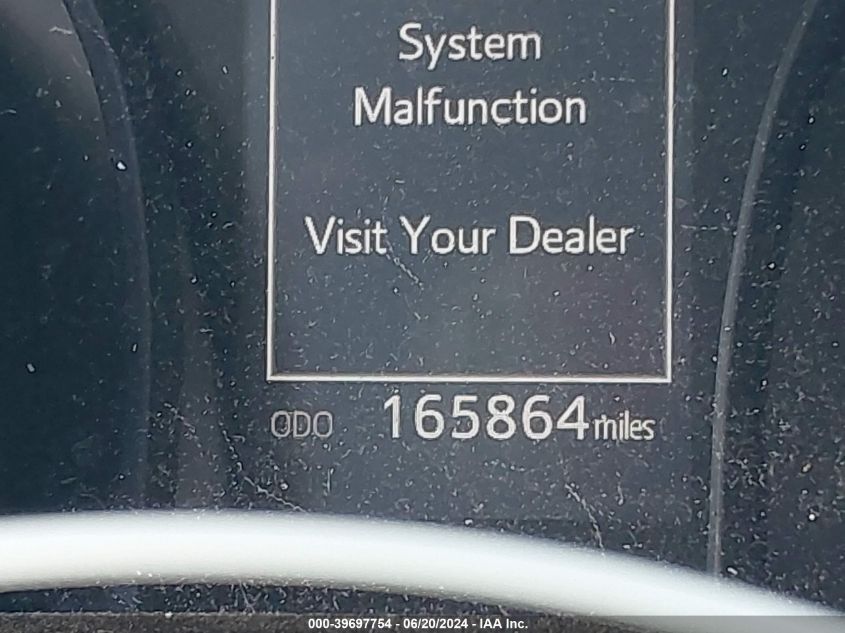 System
Malfunction
Visit Your Dealer
ODO 165864 miles
000-39697754 - 06/20/2024 - IAA Inc.